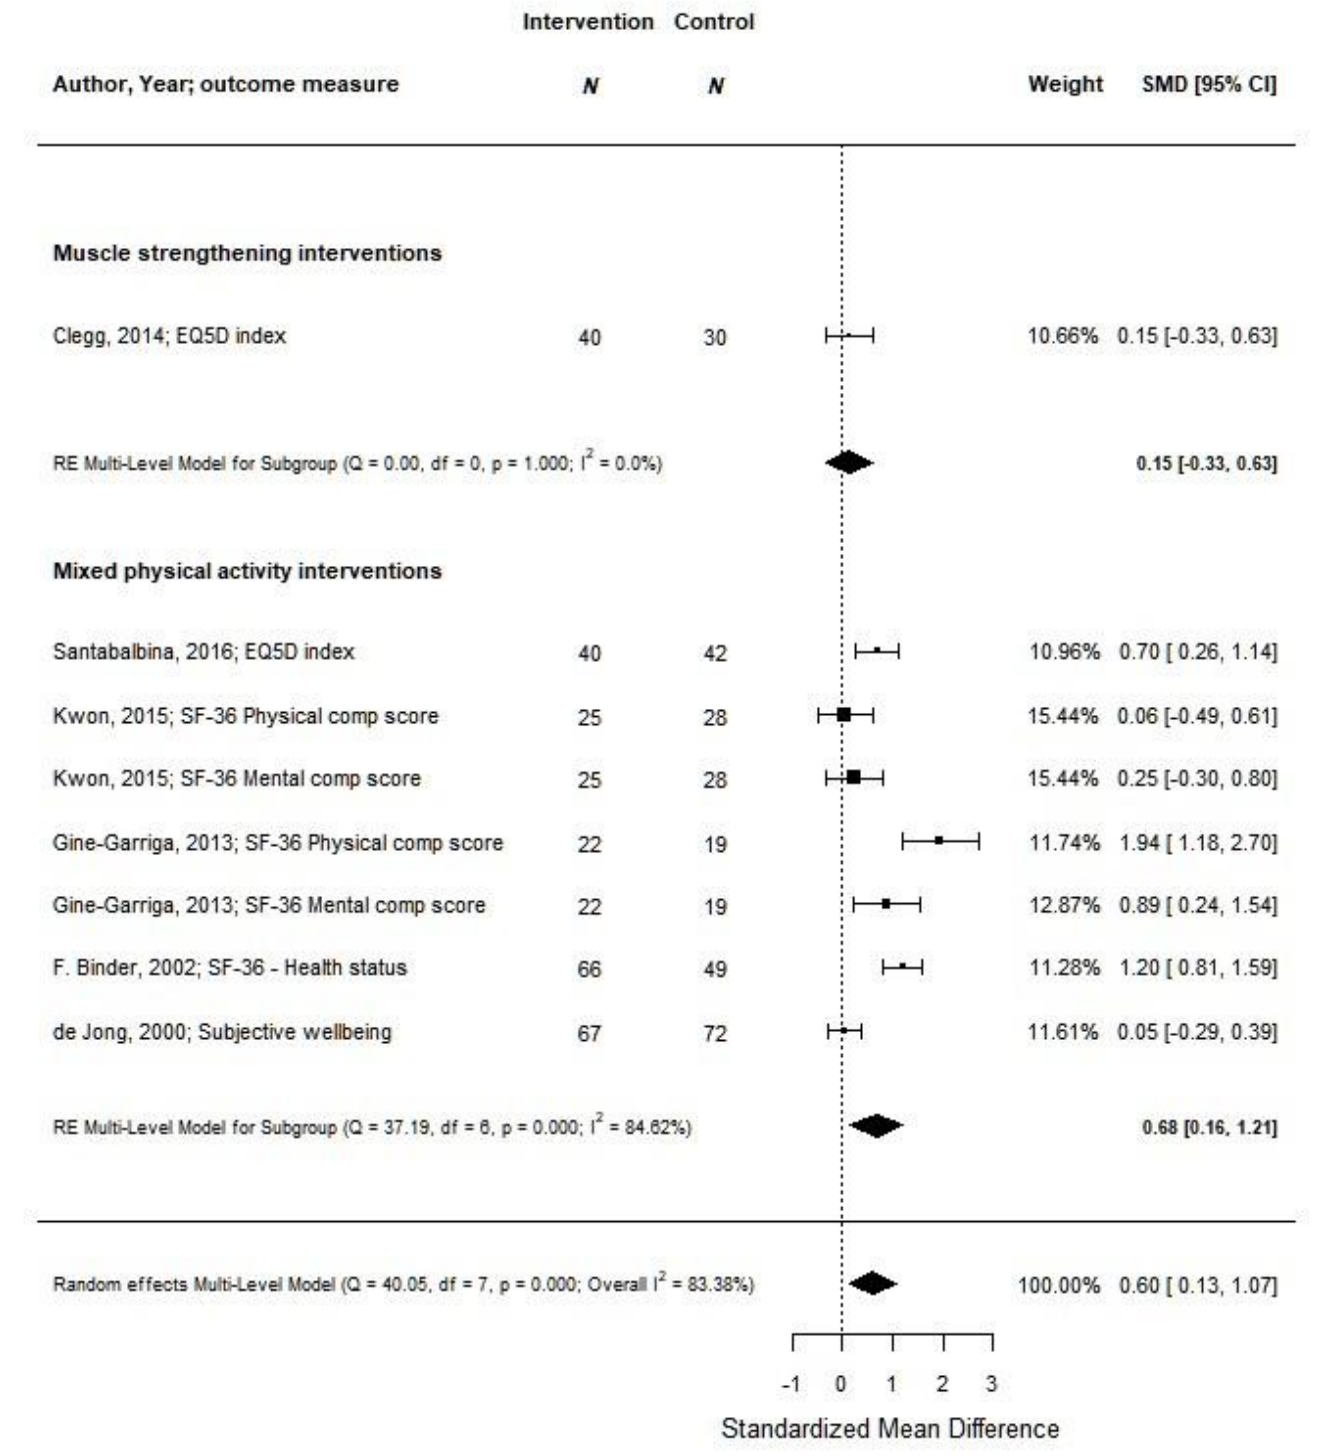 Intervention Control
Author, Year; outcome measure N N Weight SMD [95% CI]
Muscle strengthening interventions
Clegg, 2014; EQ5D index 40 30 10.66% 0.15 [-0.33, 0.63]
RE Multi-Level Model for Subgroup (Q = 0.00, df = 0, p = 1.000; I² = 0.0%) 0.15 [-0.33, 0.63]
Mixed physical activity interventions
Santabalbina, 2016; EQ5D index 40 42 10.96% 0.70 [ 0.26, 1.14]
Kwon, 2015; SF-36 Physical comp score 25 28 15.44% 0.06 [-0.49, 0.61]
Kwon, 2015; SF-36 Mental comp score 25 28 15.44% 0.25 [-0.30, 0.80]
Gine-Garriga, 2013; SF-36 Physical comp score 22 19 11.74% 1.94 [ 1.18, 2.70]
Gine-Garriga, 2013; SF-36 Mental comp score 22 19 12.87% 0.89 [ 0.24, 1.54]
F. Binder, 2002; SF-36 - Health status 66 49 11.28% 1.20 [ 0.81, 1.59]
de Jong, 2000; Subjective wellbeing 67 72 11.61% 0.05 [-0.29, 0.39]
RE Multi-Level Model for Subgroup (Q = 37.19, df = 6, p = 0.000; I² = 84.62%) 0.68 [0.16, 1.21]
Random effects Multi-Level Model (Q = 40.05, df = 7, p = 0.000; Overall I² = 83.38%) 100.00% 0.60 [ 0.13, 1.07]
-1 0 1 2 3
Standardized Mean Difference